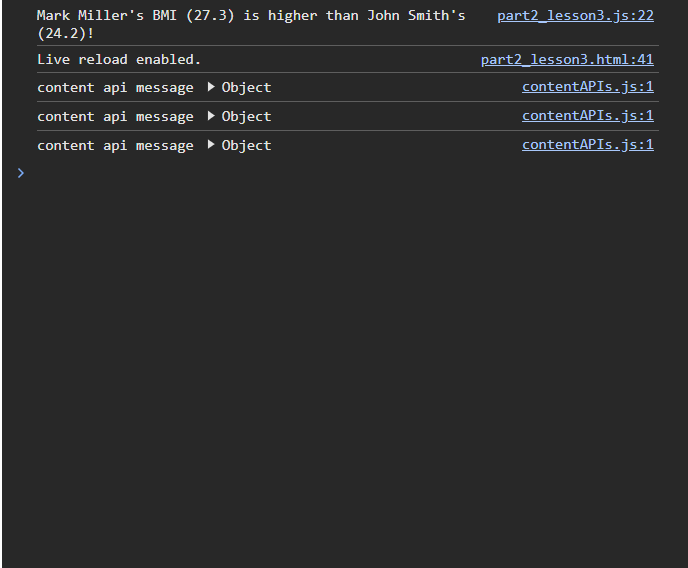 Mark Miller's BMI (27.3) is higher than John Smith's part2_lesson3.js:22
(24.2)!
Live reload enabled. part2_lesson3.html:41
content api message ▶ Object contentAPIs.js:1
content api message ▶ Object contentAPIs.js:1
content api message ▶ Object contentAPIs.js:1
>